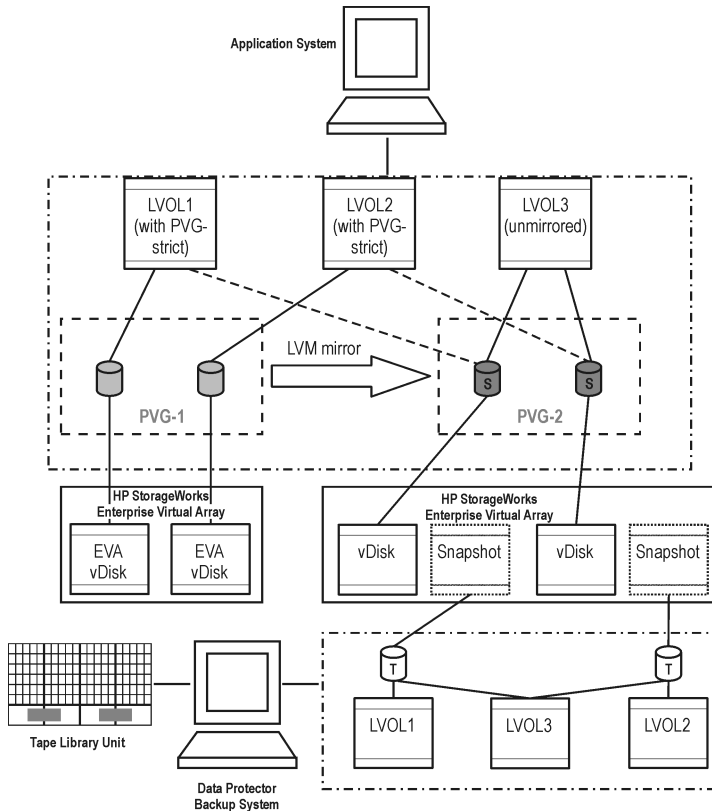 Application System
LVOL1
(with PVG-
strict)
LVOL2
(with PVG-
strict)
LVOL3
(unmirrored)
LVM mirror
S
S
PVG-1
PVG-2
HP StorageWorks
Enterprise Virtual Array
HP StorageWorks
Enterprise Virtual Array
EVA
vDisk
EVA
vDisk
vDisk
Snapshot
vDisk
Snapshot
T
T
LVOL1
LVOL3
LVOL2
Tape Library Unit
Data Protector
Backup System